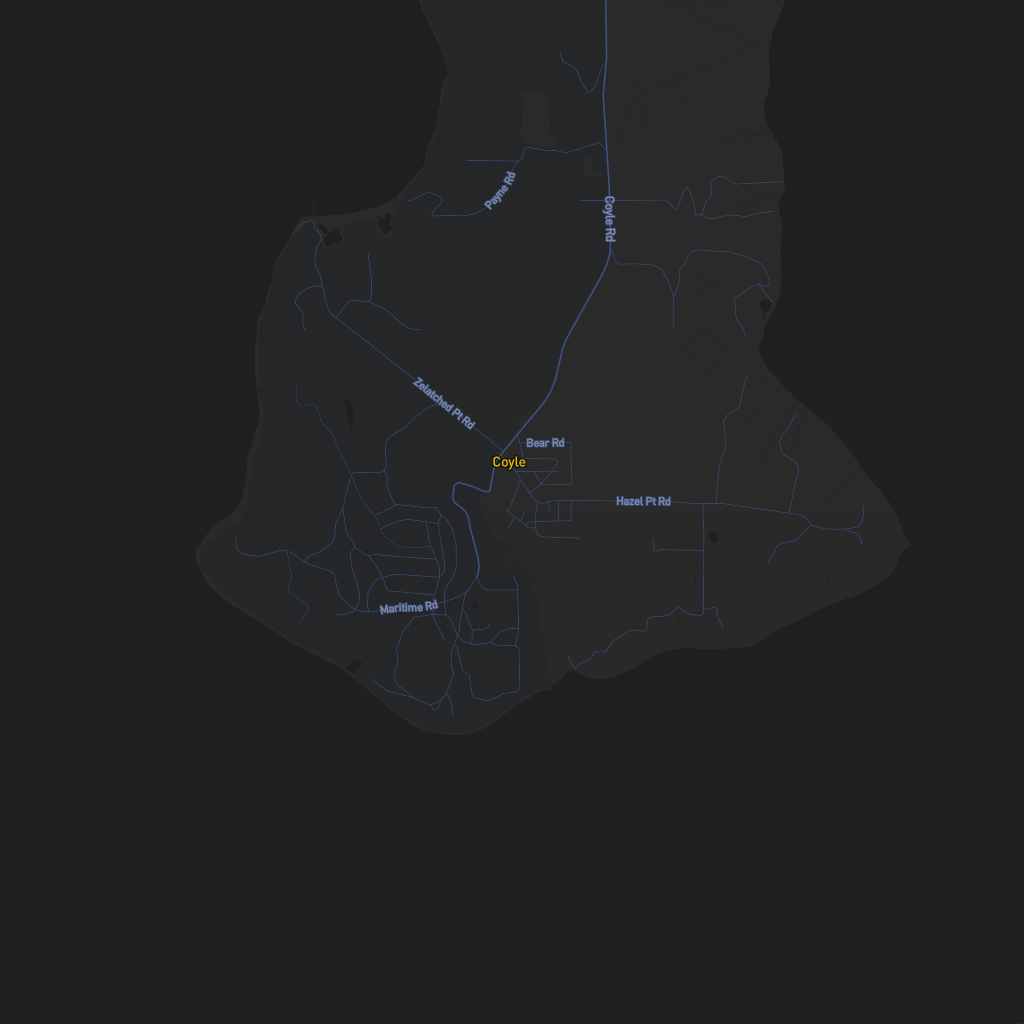 Payne Rd
Coyle Rd
Zelatched Pt Rd
Bear Rd
Coyle
Hazel Pt Rd
Maritime Rd